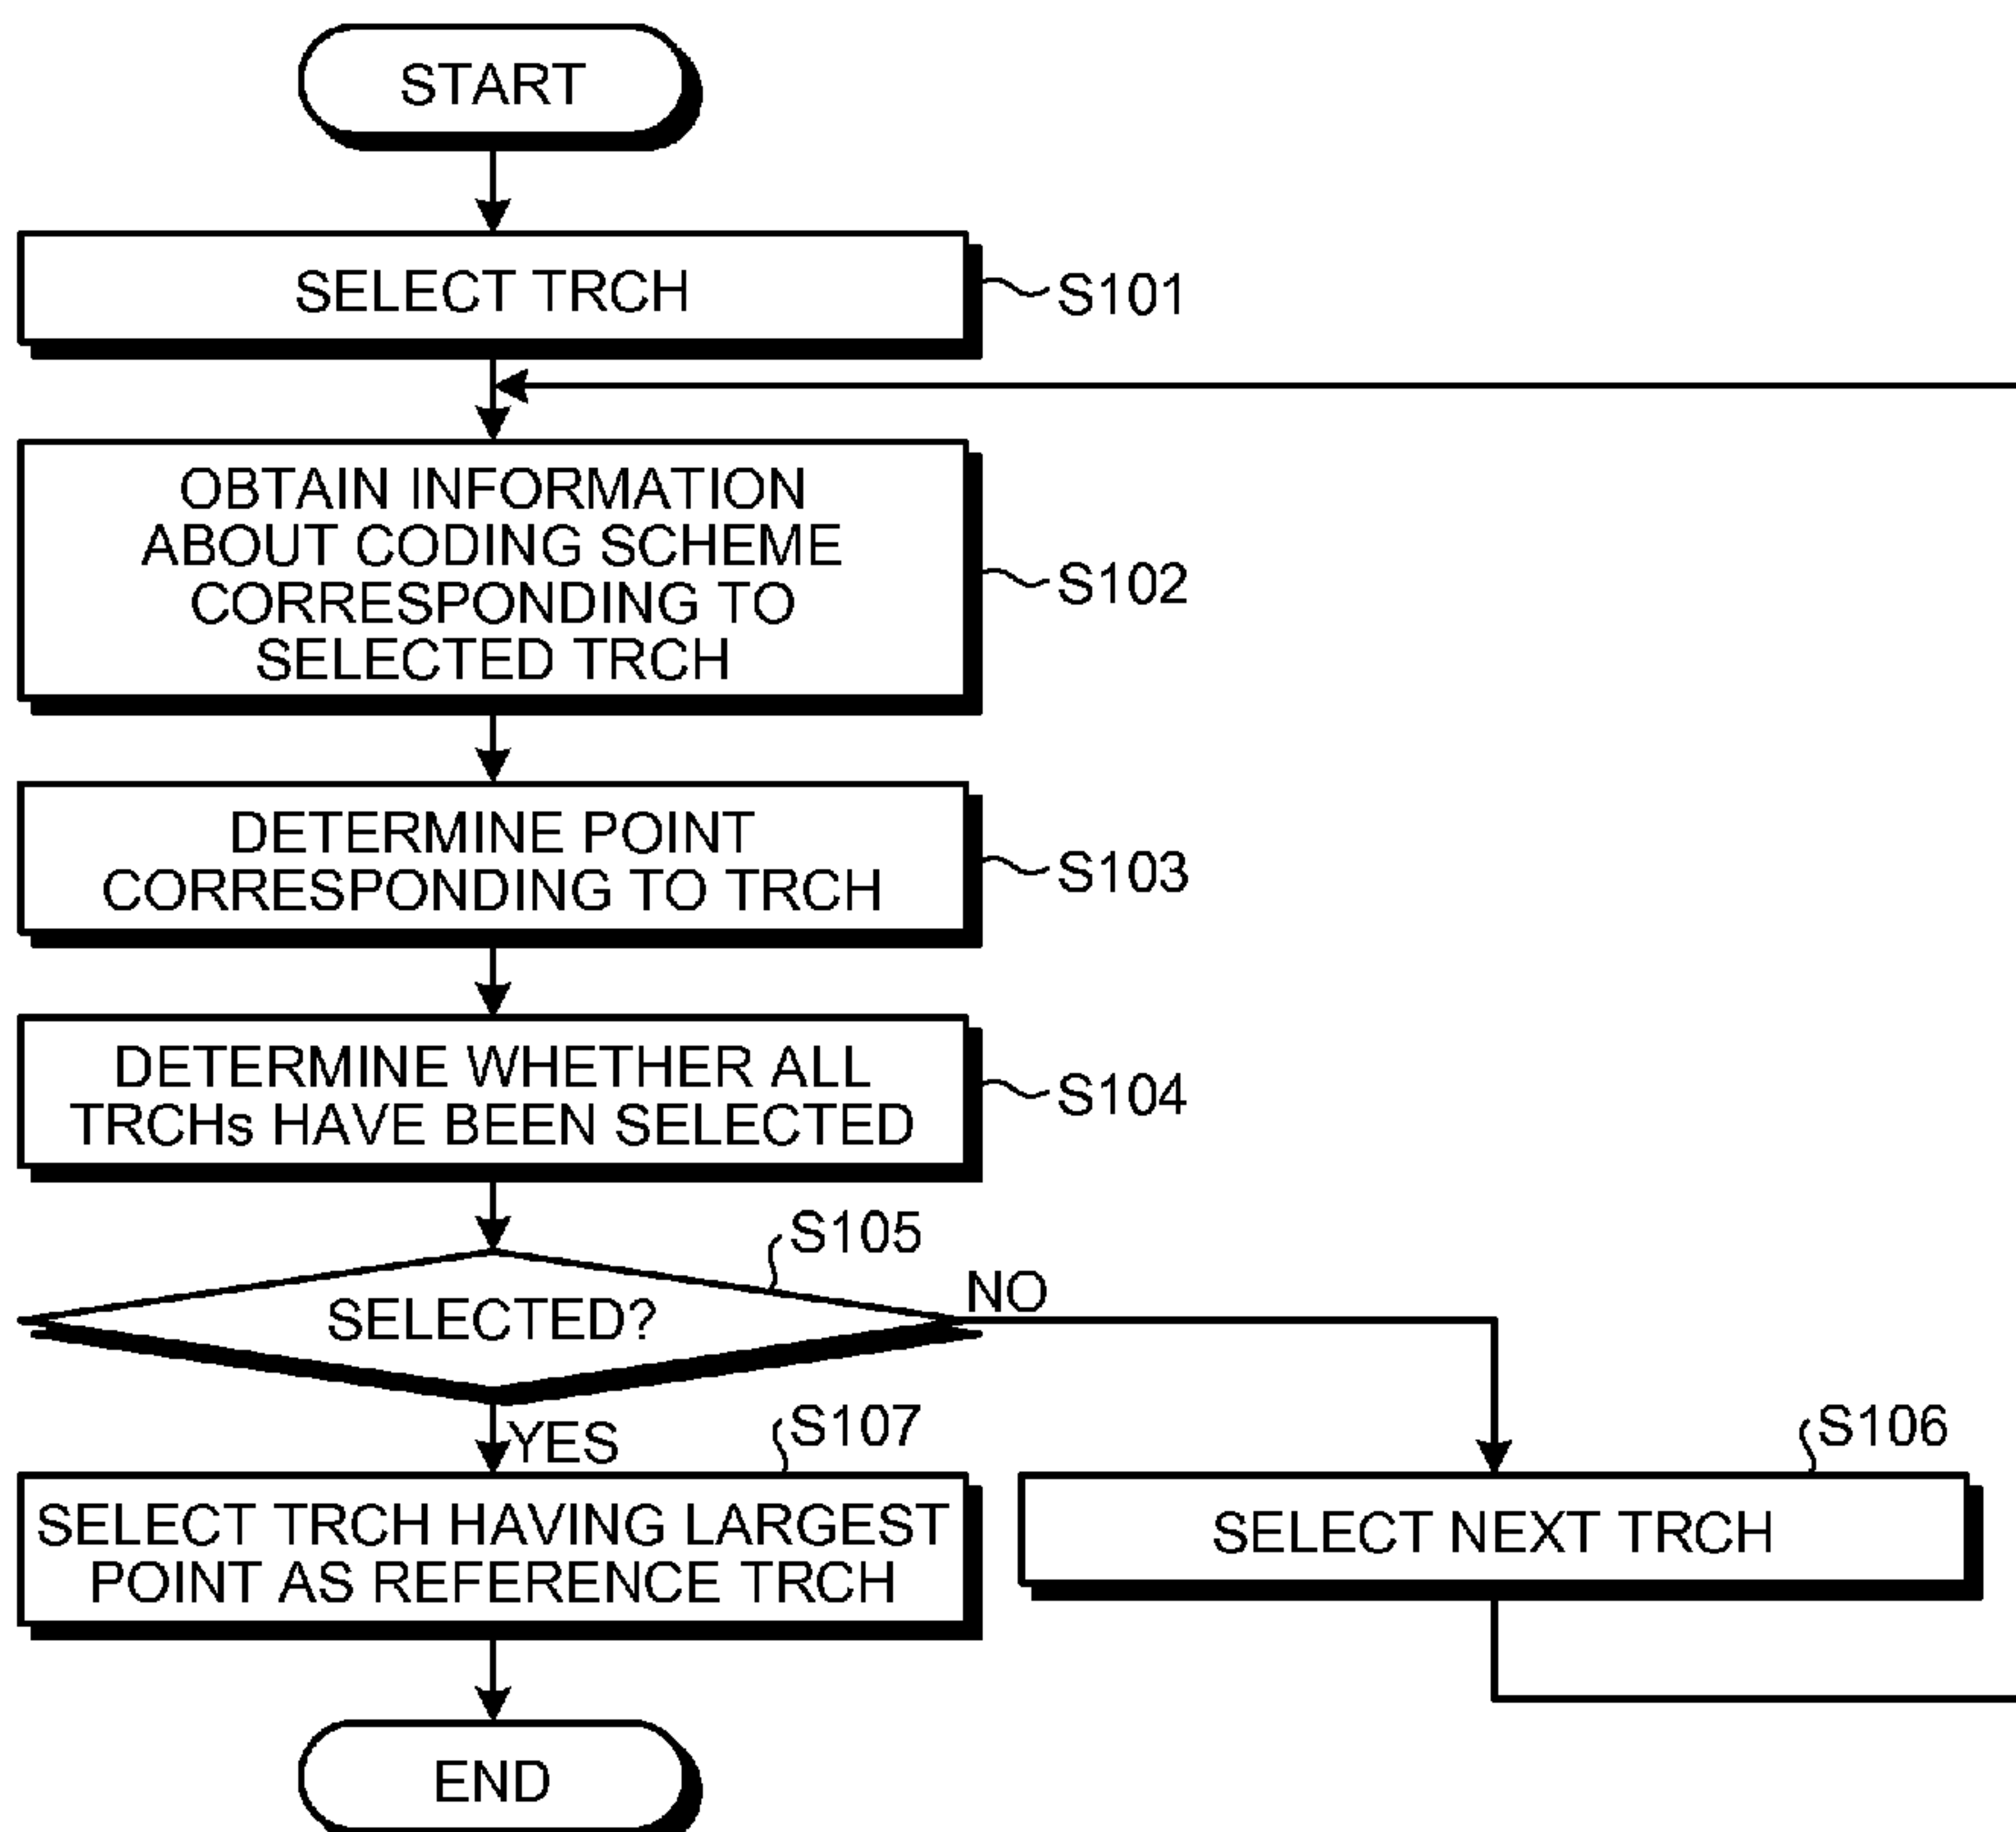 START
SELECT TRCH
S101
OBTAIN INFORMATION
ABOUT CODING SCHEME
CORRESPONDING TO
SELECTED TRCH
S102
DETERMINE POINT
CORRESPONDING TO TRCH
S103
DETERMINE WHETHER ALL
TRCHs HAVE BEEN SELECTED
S104
S105
SELECTED?
NO
YES
S107
SELECT TRCH HAVING LARGEST
POINT AS REFERENCE TRCH
S106
SELECT NEXT TRCH
END